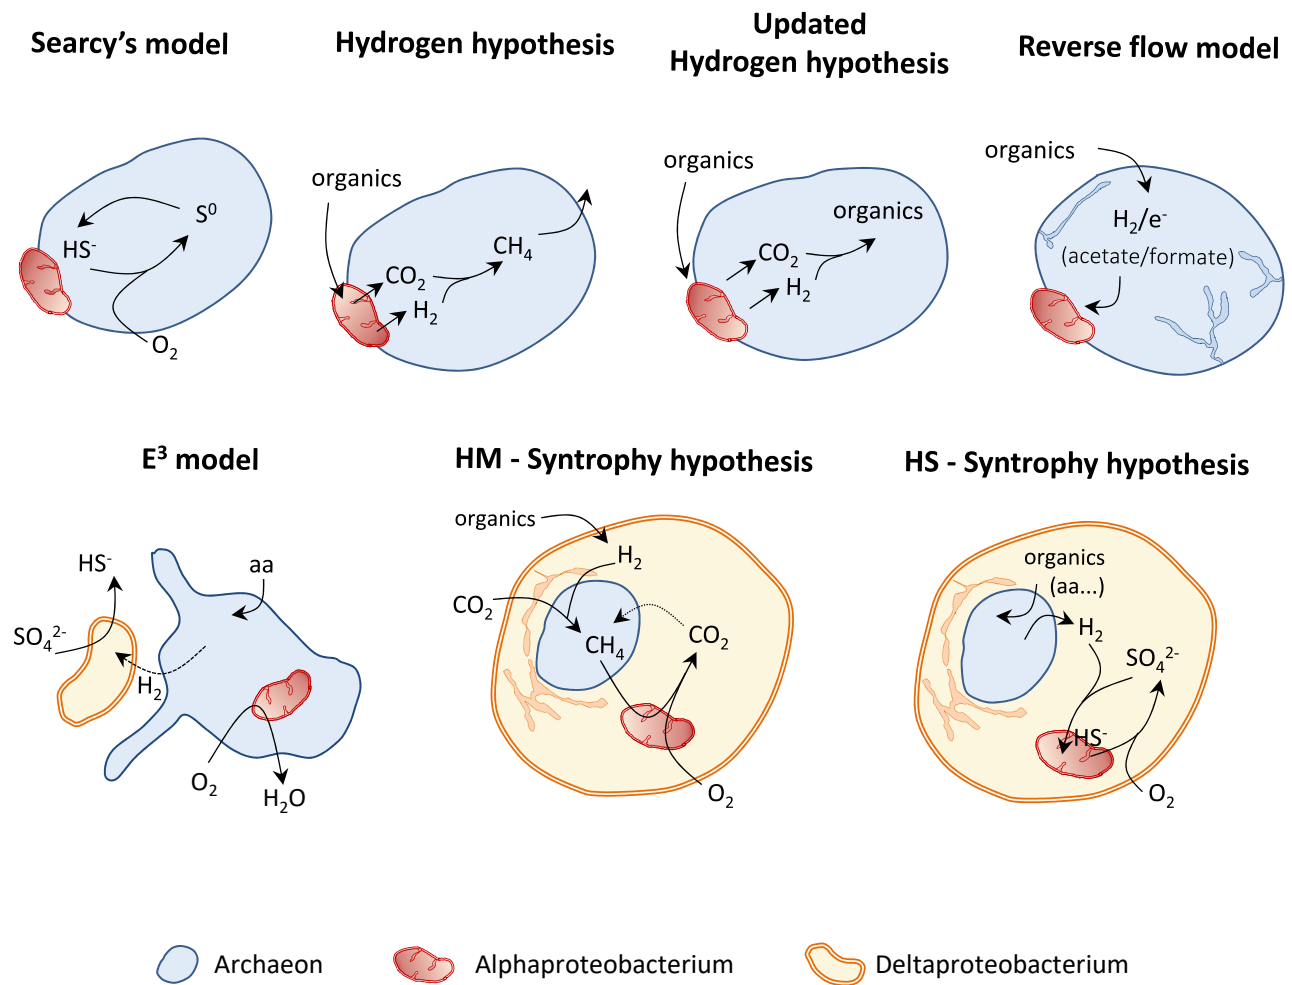 Searcy's model
HS⁻
S⁰
O₂
Hydrogen hypothesis
organics
CO₂
H₂
CH₄
Updated
Hydrogen hypothesis
organics
organics
CO₂
H₂
Reverse flow model
organics
H₂/e⁻
(acetate/formate)
E³ model
HS⁻
aa
SO₄²⁻
H₂
O₂
H₂O
HM - Syntrophy hypothesis
organics
H₂
CO₂
CH₄
CO₂
O₂
HS - Syntrophy hypothesis
organics
(aa...)
H₂
SO₄²⁻
HS⁻
O₂
Archaeon
Alphaproteobacterium
Deltaproteobacterium